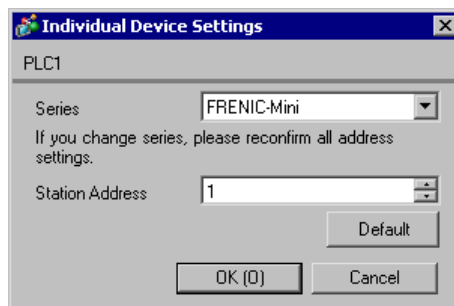 Individual Device Settings
PLC1
Series
FRENIC-Mini
If you change series, please reconfirm all address
settings.
Station Address
1
Default
OK (O)
Cancel